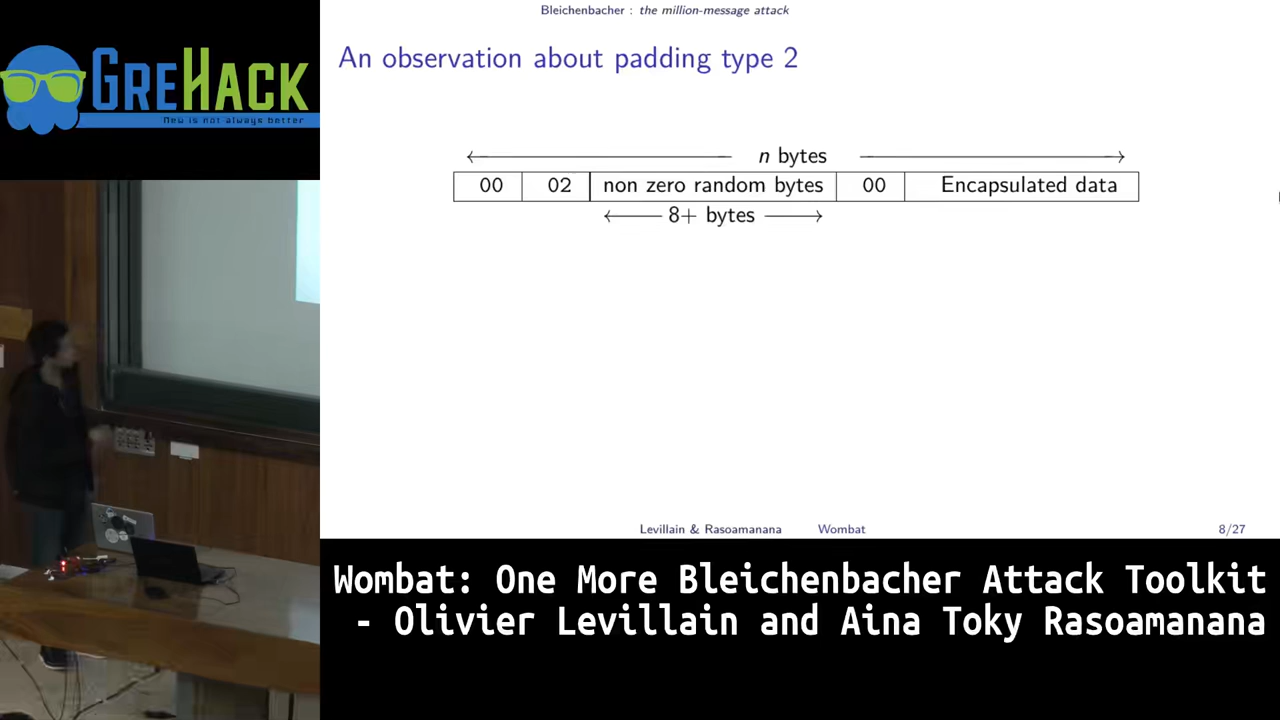 Bleichenbacher : the million-message attack
GREHACK
New is not always better
An observation about padding type 2
n bytes
00 02 non zero random bytes 00 Encapsulated data
8+ bytes
Levillain & Rasoamanana Wombat 8/27
Wombat: One More Bleichenbacher Attack Toolkit
- Olivier Levillain and Aina Toky Rasoamanana